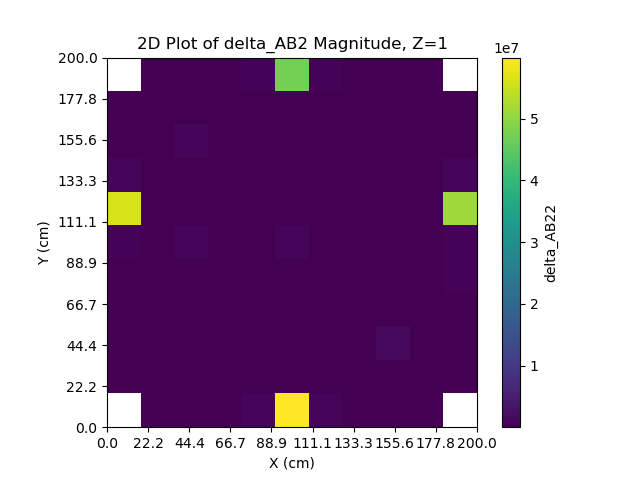 2D Plot of delta_AB2 Magnitude, Z=1
1e7
200.0
177.8
155.6
133.3
111.1
88.9
66.7
44.4
22.2
0.0
Y (cm)
0.0 22.2 44.4 66.7 88.9 111.1 133.3 155.6 177.8 200.0
X (cm)
5
4
3
2
1
delta_AB22